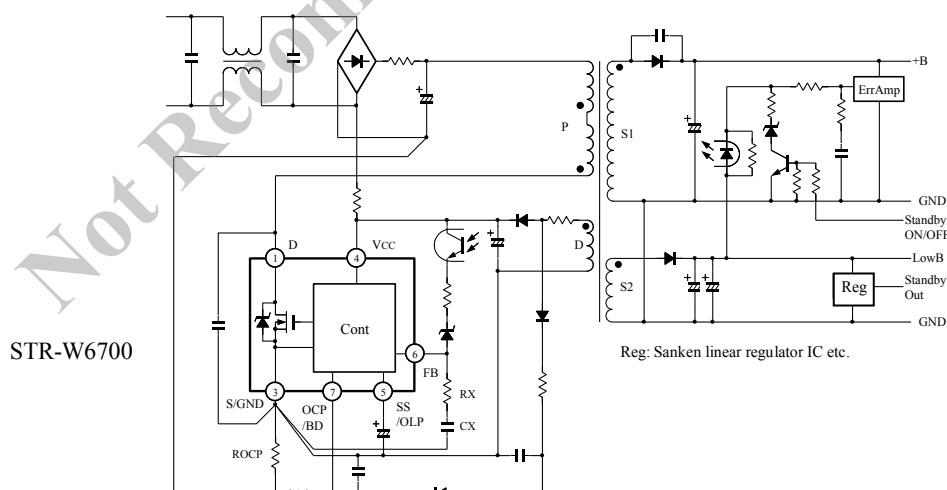 Not Recom
+B
ErrAmp
P
S1
GND
Standby
ON/OFF
D
VCC
D
LowB
1
4
S2
Reg
Standby
Out
Cont
GND
STR-W6700
6
FB
Reg: Sanken linear regulator IC etc.
3
7
5
RX
S/GND
OCP
/BD
SS
/OLP
CX
ROCP